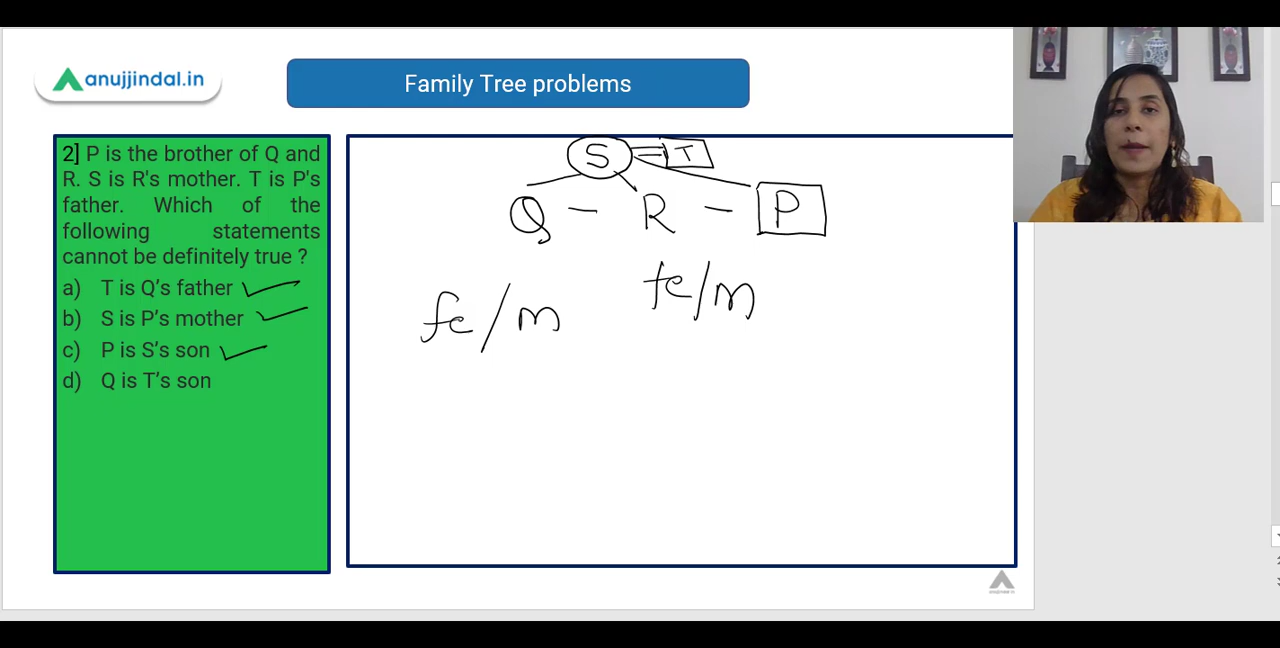 anujjindal.in
Family Tree problems
2] P is the brother of Q and
R. S is R's mother. T is P's
father. Which of the
following statements
cannot be definitely true ?
a) T is Q's father
b) S is P's mother
c) P is S's son
d) Q is T's son
S = T
Q - R - P
fe/m
fe/m